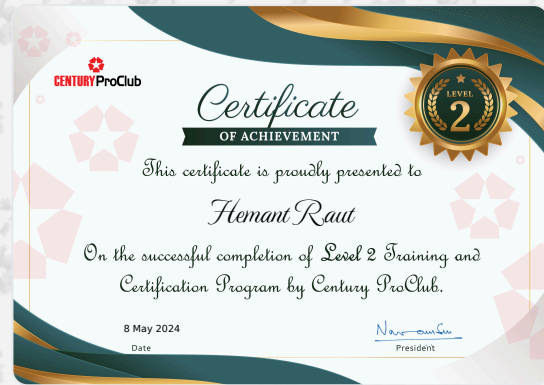 CENTURY ProClub
Certificate
OF ACHIEVEMENT
LEVEL
2
This certificate is proudly presented to
Hemant Raut
On the successful completion of Level 2 Training and
Certification Program by Century ProClub.
8 May 2024
Date
President